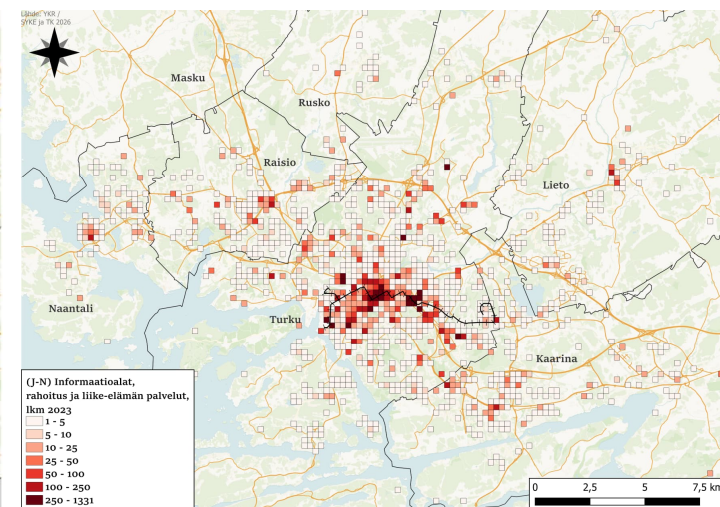 Lähde: YKR /
SYKE ja TK 2026
Masku
Rusko
Raisio
Lieto
Naantali
Turku
Kaarina
(J-N) Informaatioalat,
rahoitus ja liike-elämän palvelut,
lkm 2023
1 - 5
5 - 10
10 - 25
25 - 50
50 - 100
100 - 250
250 - 1331
0 2,5 5 7,5 km